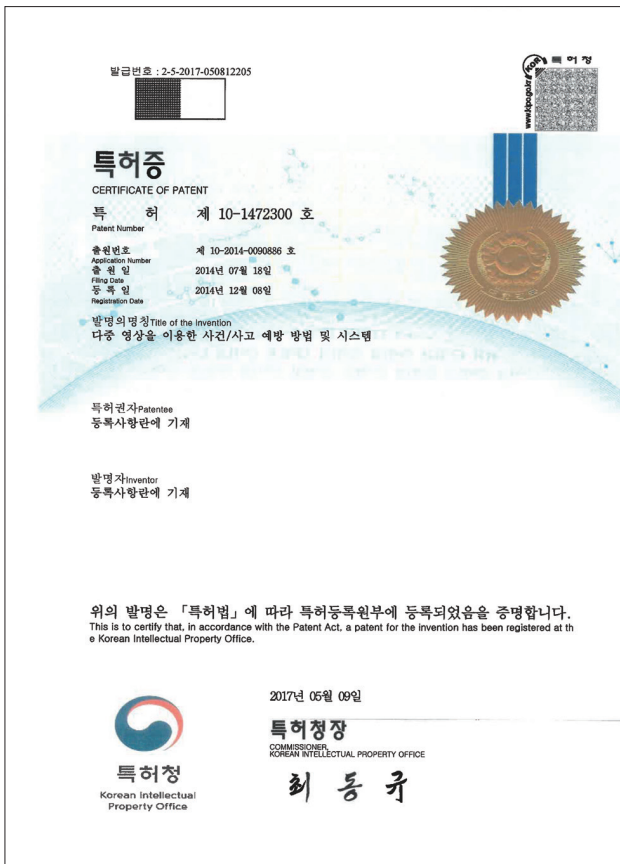 발급번호 : 2-5-2017-050812205
특허청
www.kipo.go.kr
특허증
CERTIFICATE OF PATENT
특 허 제 10-1472300 호
Patent Number
출원번호 제 10-2014-0090886 호
Application Number
출 원 일 2014년 07월 18일
Filing Date
등 록 일 2014년 12월 08일
Registration Date
발명의명칭Title of the Invention
다중 영상을 이용한 사건/사고 예방 방법 및 시스템
특허권자Patentee
등록사항란에 기재
발명자Inventor
등록사항란에 기재
위의 발명은 「특허법」에 따라 특허등록원부에 등록되었음을 증명합니다.
This is to certify that, in accordance with the Patent Act, a patent for the invention has been registered at th
e Korean Intellectual Property Office.
2017년 05월 09일
특허청장
COMMISSIONER,
KOREAN INTELLECTUAL PROPERTY OFFICE
최 동 규
특허청
Korean Intellectual
Property Office